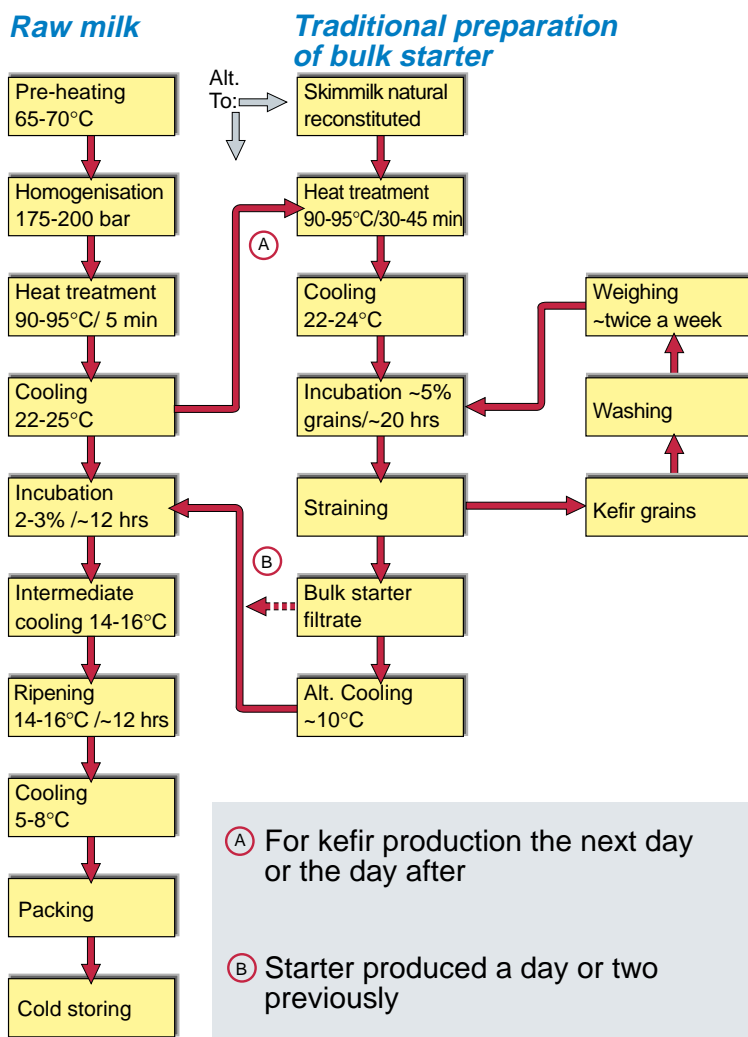 Raw milk
Pre-heating
65-70°C
Homogenisation
175-200 bar
Heat treatment
90-95°C/ 5 min
Cooling
22-25°C
Incubation
2-3% /~12 hrs
Intermediate
cooling 14-16°C
Ripening
14-16°C /~12 hrs
Cooling
5-8°C
Packing
Cold storing
Traditional preparation
of bulk starter
Alt.
To:
Skimmilk natural
reconstituted
Heat treatment
90-95°C/30-45 min
A
Cooling
22-24°C
Incubation ~5%
grains/~20 hrs
Straining
B
Bulk starter
filtrate
Alt. Cooling
~10°C
Weighing
~twice a week
Washing
Kefir grains
A For kefir production the next day
or the day after
B Starter produced a day or two
previously